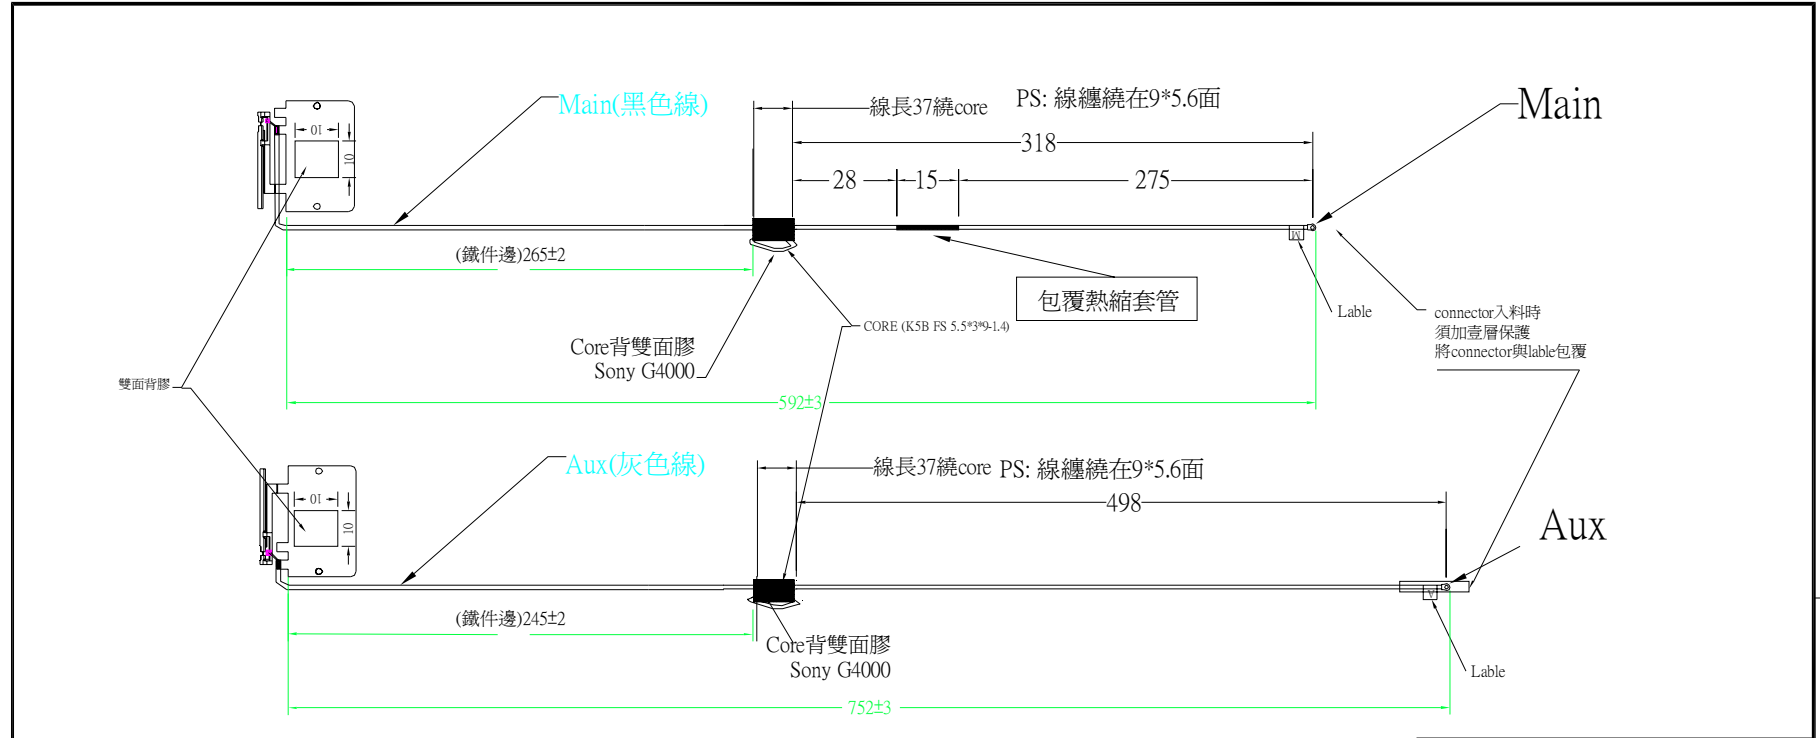 Main(黑色線)
線長37繞core
PS: 線纏繞在9*5.6面
Main
10
10
318
28
15
275
(鐵件邊)265±2
M
包覆熱縮套管
Lable
connector入料時
須加壹層保護
將connector與lable包覆
CORE (K5B FS 5.5*3*9-1.4)
Core背雙面膠
Sony G4000
雙面背膠
592±3
Aux(灰色線)
線長37繞core
PS: 線纏繞在9*5.6面
498
Aux
10
10
(鐵件邊)245±2
A
Core背雙面膠
Sony G4000
Lable
752±3